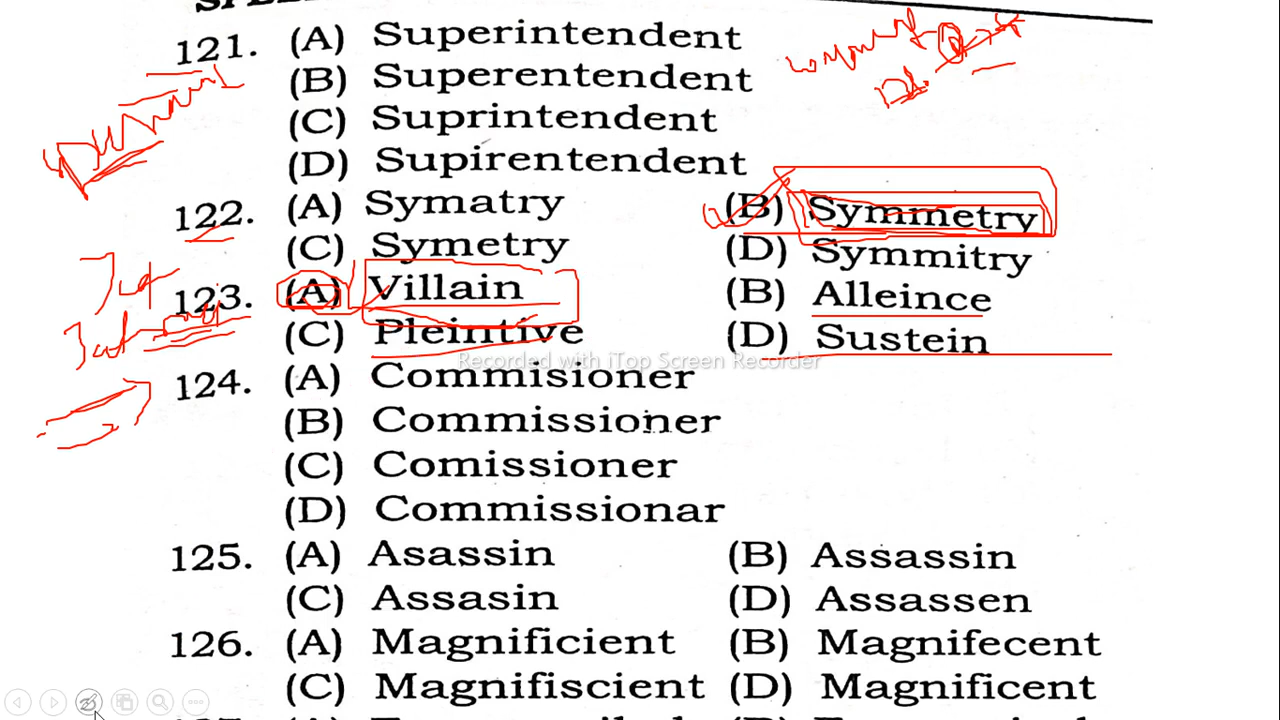 121. (A) Superintendent
(B) Superentendent
(C) Suprintendent
(D) Supirentendent
122. (A) Symatry (B) Symmetry
(C) Symetry (D) Symmitry
123. (A) Villain (B) Alleince
(C) Pleintive (D) Sustein
Recorded with iTop Screen Recorder
124. (A) Commisioner
(B) Commissioner
(C) Comissioner
(D) Commissionar
125. (A) Asassin (B) Assassin
(C) Assasin (D) Assassen
126. (A) Magnificient (B) Magnifecent
(C) Magnifiscient (D) Magnificent